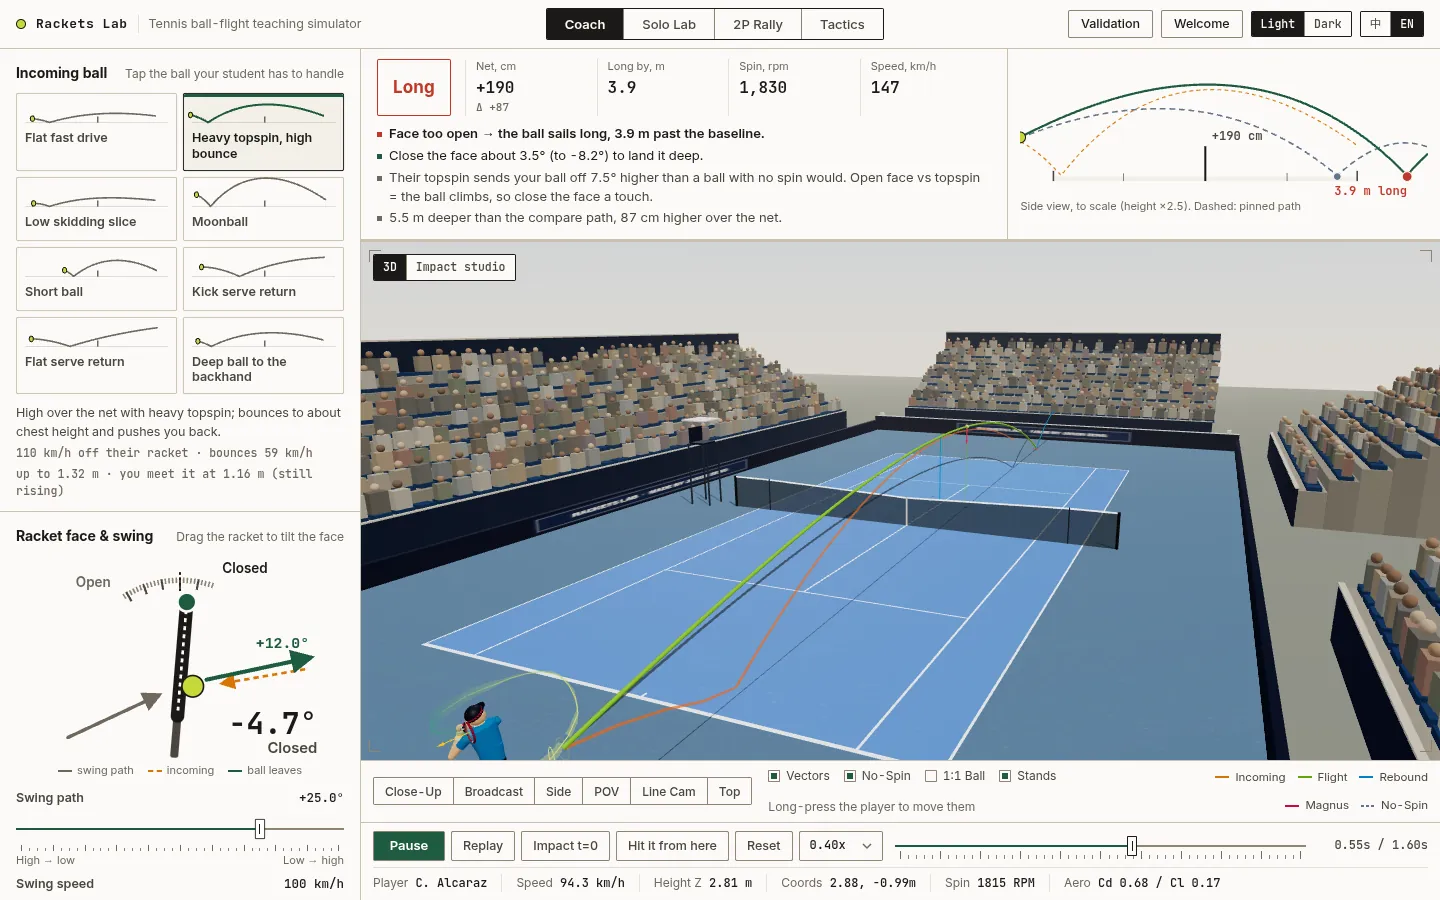 Rackets Lab Tennis ball-flight teaching simulator
Coach Solo Lab 2P Rally Tactics
Validation Welcome Light Dark 中 EN
Incoming ball Tap the ball your student has to handle
Flat fast drive
Heavy topspin, high bounce
Low skidding slice
Moonball
Short ball
Kick serve return
Flat serve return
Deep ball to the backhand
High over the net with heavy topspin; bounces to about
chest height and pushes you back.
110 km/h off their racket · bounces 59 km/h
up to 1.32 m · you meet it at 1.16 m (still
rising)
Racket face & swing Drag the racket to tilt the face
Open Closed
+12.0°
-4.7°
Closed
swing path incoming ball leaves
Swing path +25.0°
High → low Low → high
Swing speed 100 km/h
Long
Net, cm Long by, m Spin, rpm Speed, km/h
+190 3.9 1,830 147
Δ +87
Face too open → the ball sails long, 3.9 m past the baseline.
Close the face about 3.5° (to -8.2°) to land it deep.
Their topspin sends your ball off 7.5° higher than a ball with no spin would. Open face vs topspin
= the ball climbs, so close the face a touch.
5.5 m deeper than the compare path, 87 cm higher over the net.
+190 cm
3.9 m long
Side view, to scale (height ×2.5). Dashed: pinned path
3D Impact studio
Close-Up Broadcast Side POV Line Cam Top
Vectors No-Spin 1:1 Ball Stands
Long-press the player to move them
Incoming Flight Rebound
Magnus No-Spin
Pause Replay Impact t=0 Hit it from here Reset 0.40x 0.55s / 1.60s
Player C. Alcaraz Speed 94.3 km/h Height Z 2.81 m Coords 2.88, -0.99m Spin 1815 RPM Aero Cd 0.68 / Cl 0.17